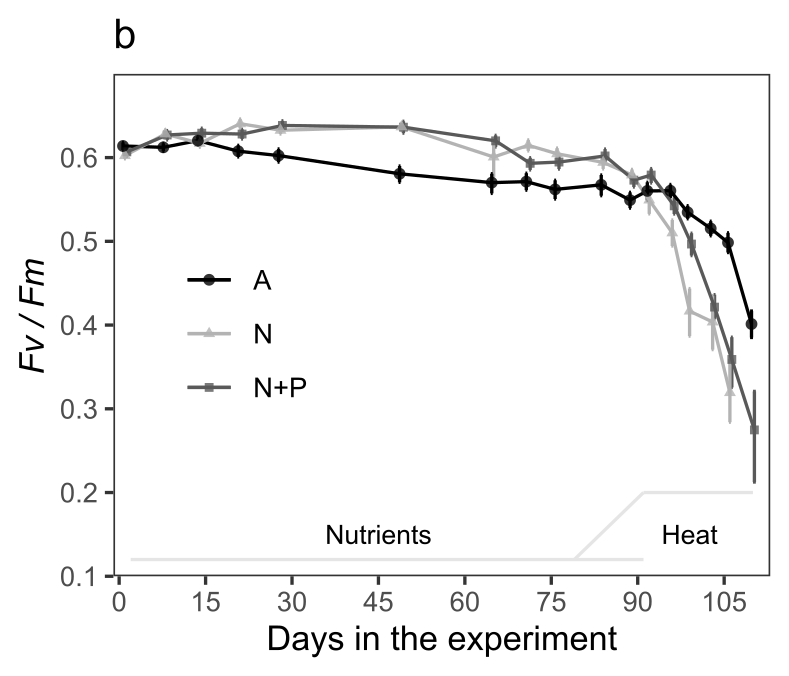 b
0.6
0.5
0.4
0.3
0.2
0.1
Fv / Fm
A
N
N+P
Nutrients
Heat
0 15 30 45 60 75 90 105
Days in the experiment